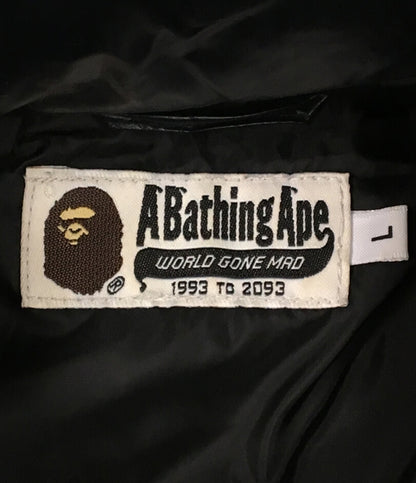 A Bathing Ape
WORLD GONE MAD
1993 TO 2093
®
L